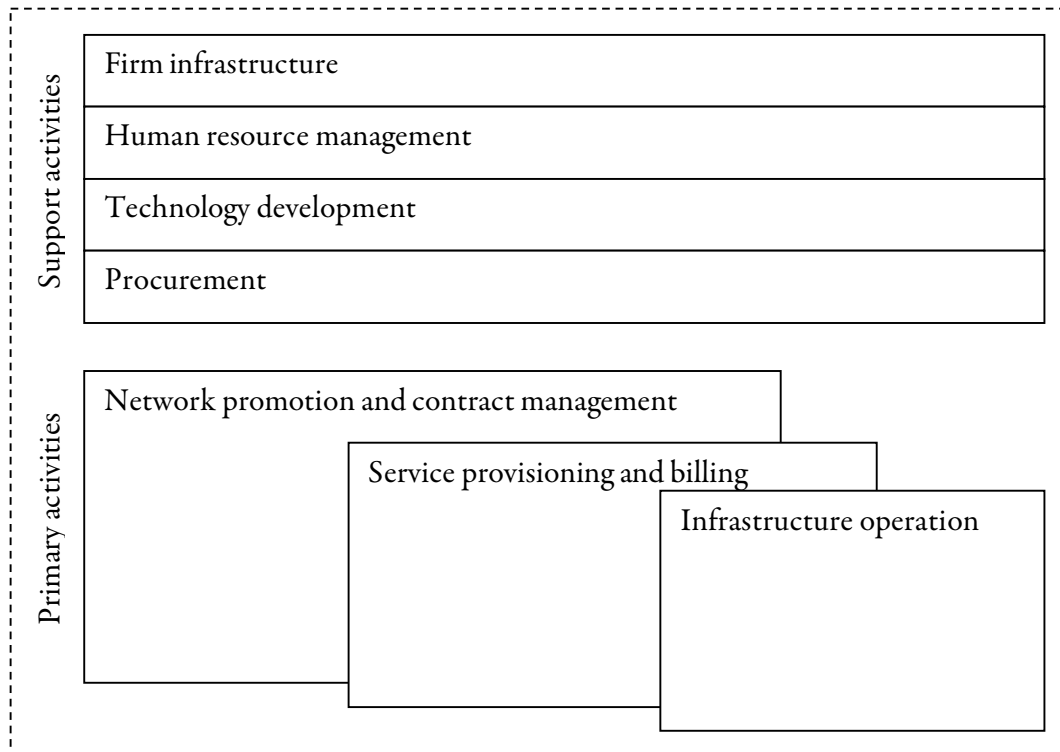 Support activities
Firm infrastructure
Human resource management
Technology development
Procurement
Primary activities
Network promotion and contract management
Service provisioning and billing
Infrastructure operation